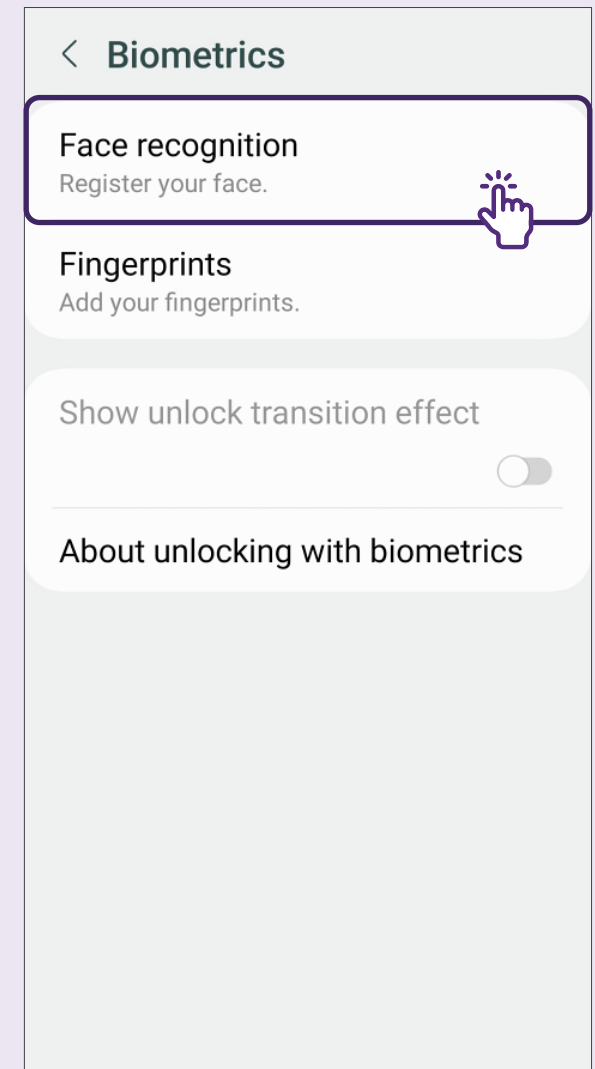 Biometrics
Face recognition
Register your face.
Fingerprints
Add your fingerprints.
Show unlock transition effect
About unlocking with biometrics